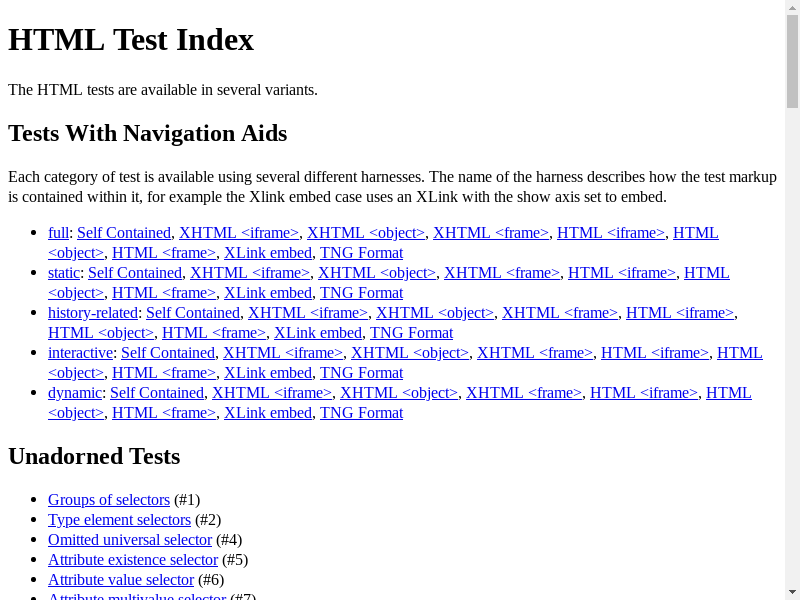 HTML Test Index
The HTML tests are available in several variants.
Tests With Navigation Aids
Each category of test is available using several different harnesses. The name of the harness describes how the test markup
is contained within it, for example the Xlink embed case uses an XLink with the show axis set to embed.
full: Self Contained, XHTML <iframe>, XHTML <object>, XHTML <frame>, HTML <iframe>, HTML
<object>, HTML <frame>, XLink embed, TNG Format
static: Self Contained, XHTML <iframe>, XHTML <object>, XHTML <frame>, HTML <iframe>, HTML
<object>, HTML <frame>, XLink embed, TNG Format
history-related: Self Contained, XHTML <iframe>, XHTML <object>, XHTML <frame>, HTML <iframe>,
HTML <object>, HTML <frame>, XLink embed, TNG Format
interactive: Self Contained, XHTML <iframe>, XHTML <object>, XHTML <frame>, HTML <iframe>, HTML
<object>, HTML <frame>, XLink embed, TNG Format
dynamic: Self Contained, XHTML <iframe>, XHTML <object>, XHTML <frame>, HTML <iframe>, HTML
<object>, HTML <frame>, XLink embed, TNG Format
Unadorned Tests
Groups of selectors (#1)
Type element selectors (#2)
Omitted universal selector (#4)
Attribute existence selector (#5)
Attribute value selector (#6)
Attribute multivalue selector (#7)